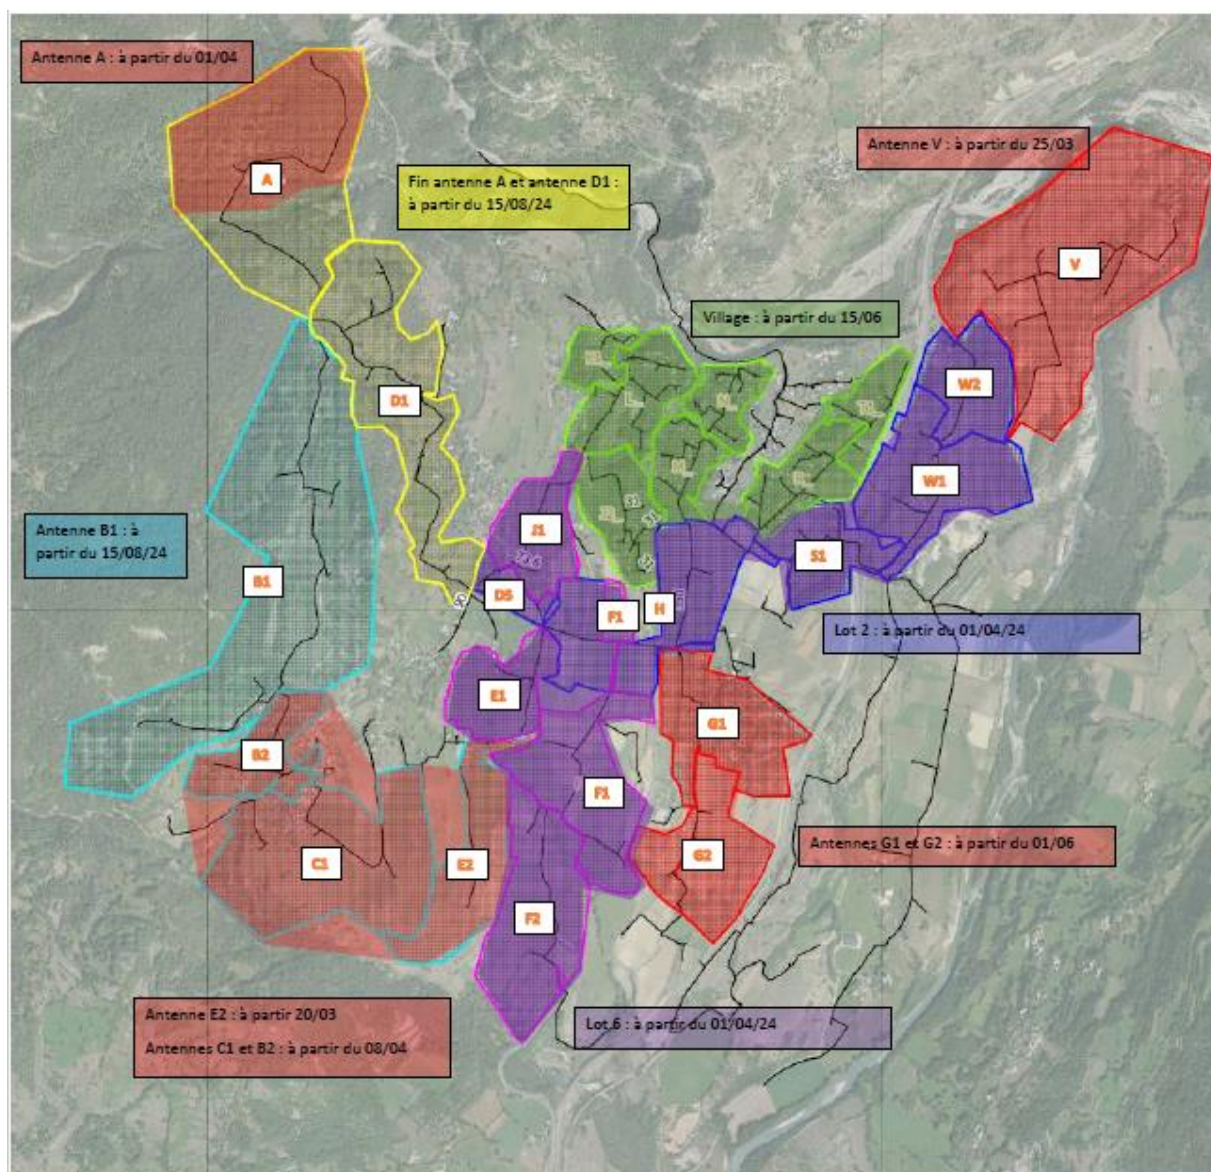 Antenne A : à partir du 01/04
Antenne V : à partir du 25/03
A
Fin antenne A et antenne D1 :
à partir du 15/08/24
V
Village : à partir du 15/06
W2
D1
W1
J1
Antenne B1 : à
partir du 15/08/24
S1
B1
D5
F1
H
Lot 2 : à partir du 01/04/24
E1
G1
B2
F1
Antennes G1 et G2 : à partir du 01/06
G2
C1
E2
F2
Antenne E2 : à partir 20/03
Antennes C1 et B2 : à partir du 08/04
Lot 6 : à partir du 01/04/24